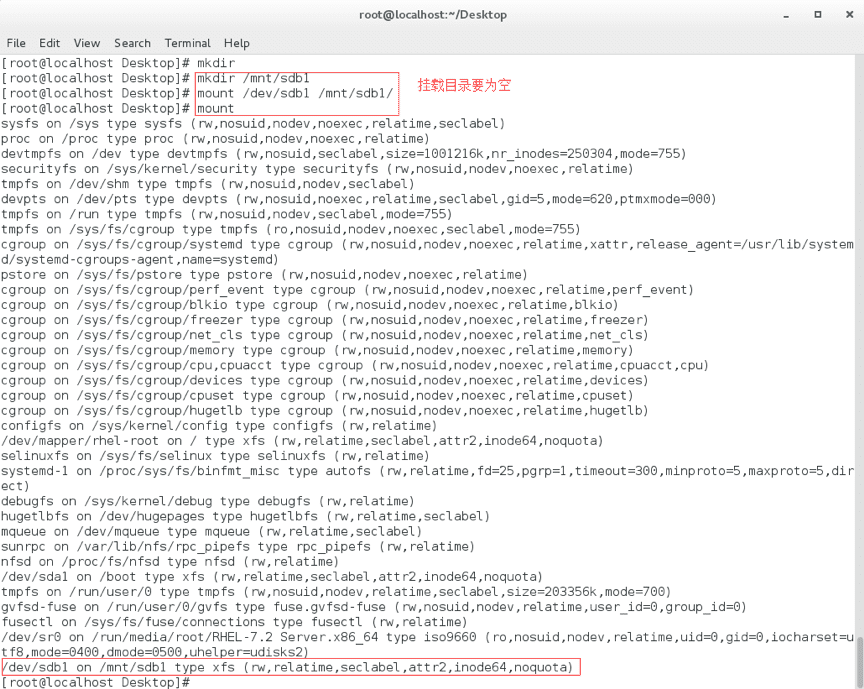 root@localhost:~/Desktop
File Edit View Search Terminal Help
[root@localhost Desktop]# mkdir
[root@localhost Desktop]# mkdir /mnt/sdb1
[root@localhost Desktop]# mount /dev/sdb1 /mnt/sdb1/
挂载目录要为空
[root@localhost Desktop]# mount
sysfs on /sys type sysfs (rw,nosuid,nodev,noexec,relatime,seclabel)
proc on /proc type proc (rw,nosuid,nodev,noexec,relatime)
devtmpfs on /dev type devtmpfs (rw,nosuid,seclabel,size=1001216k,nr_inodes=250304,mode=755)
securityfs on /sys/kernel/security type securityfs (rw,nosuid,nodev,noexec,relatime)
tmpfs on /dev/shm type tmpfs (rw,nosuid,nodev,seclabel)
devpts on /dev/pts type devpts (rw,nosuid,noexec,relatime,seclabel,gid=5,mode=620,ptmxmode=000)
tmpfs on /run type tmpfs (rw,nosuid,nodev,seclabel,mode=755)
tmpfs on /sys/fs/cgroup type tmpfs (ro,nosuid,nodev,noexec,seclabel,mode=755)
cgroup on /sys/fs/cgroup/systemd type cgroup (rw,nosuid,nodev,noexec,relatime,xattr,release_agent=/usr/lib/system
d/systemd-cgroups-agent,name=systemd)
pstore on /sys/fs/pstore type pstore (rw,nosuid,nodev,noexec,relatime)
cgroup on /sys/fs/cgroup/perf_event type cgroup (rw,nosuid,nodev,noexec,relatime,perf_event)
cgroup on /sys/fs/cgroup/blkio type cgroup (rw,nosuid,nodev,noexec,relatime,blkio)
cgroup on /sys/fs/cgroup/freezer type cgroup (rw,nosuid,nodev,noexec,relatime,freezer)
cgroup on /sys/fs/cgroup/net_cls type cgroup (rw,nosuid,nodev,noexec,relatime,net_cls)
cgroup on /sys/fs/cgroup/memory type cgroup (rw,nosuid,nodev,noexec,relatime,memory)
cgroup on /sys/fs/cgroup/cpu,cpuacct type cgroup (rw,nosuid,nodev,noexec,relatime,cpuacct,cpu)
cgroup on /sys/fs/cgroup/devices type cgroup (rw,nosuid,nodev,noexec,relatime,devices)
cgroup on /sys/fs/cgroup/cpuset type cgroup (rw,nosuid,nodev,noexec,relatime,cpuset)
cgroup on /sys/fs/cgroup/hugetlb type cgroup (rw,nosuid,nodev,noexec,relatime,hugetlb)
configfs on /sys/kernel/config type configfs (rw,relatime)
/dev/mapper/rhel-root on / type xfs (rw,relatime,seclabel,attr2,inode64,noquota)
selinuxfs on /sys/fs/selinux type selinuxfs (rw,relatime)
systemd-1 on /proc/sys/fs/binfmt_misc type autofs (rw,relatime,fd=25,pgrp=1,timeout=300,minproto=5,maxproto=5,dir
ect)
debugfs on /sys/kernel/debug type debugfs (rw,relatime)
hugetlbfs on /dev/hugepages type hugetlbfs (rw,relatime,seclabel)
mqueue on /dev/mqueue type mqueue (rw,relatime,seclabel)
sunrpc on /var/lib/nfs/rpc_pipefs type rpc_pipefs (rw,relatime)
nfsd on /proc/fs/nfsd type nfsd (rw,relatime)
/dev/sda1 on /boot type xfs (rw,relatime,seclabel,attr2,inode64,noquota)
tmpfs on /run/user/0 type tmpfs (rw,nosuid,nodev,relatime,seclabel,size=203356k,mode=700)
gvfsd-fuse on /run/user/0/gvfs type fuse.gvfsd-fuse (rw,nosuid,nodev,relatime,user_id=0,group_id=0)
fusectl on /sys/fs/fuse/connections type fusectl (rw,relatime)
/dev/sr0 on /run/media/root/RHEL-7.2 Server.x86_64 type iso9660 (ro,nosuid,nodev,relatime,uid=0,gid=0,iocharset=u
tf8,mode=0400,dmode=0500,uhelper=udisks2)
/dev/sdb1 on /mnt/sdb1 type xfs (rw,relatime,seclabel,attr2,inode64,noquota)
[root@localhost Desktop]#